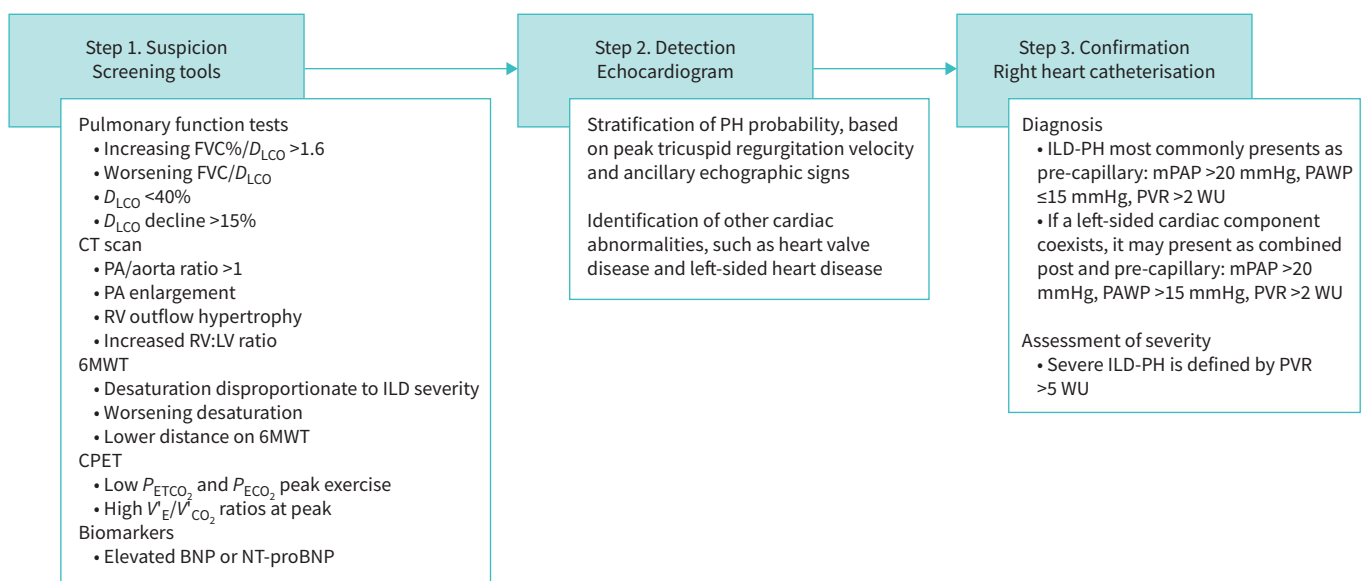 Step 1. Suspicion
Screening tools
Pulmonary function tests
• Increasing FVC%/DLCO >1.6
• Worsening FVC/DLCO
• DLCO <40%
• DLCO decline >15%
CT scan
• PA/aorta ratio >1
• PA enlargement
• RV outflow hypertrophy
• Increased RV:LV ratio
6MWT
• Desaturation disproportionate to ILD severity
• Worsening desaturation
• Lower distance on 6MWT
CPET
• Low PETCO2 and PECO2 peak exercise
• High V'E/V'CO2 ratios at peak
Biomarkers
• Elevated BNP or NT-proBNP
Step 2. Detection
Echocardiogram
Stratification of PH probability, based
on peak tricuspid regurgitation velocity
and ancillary echographic signs
Identification of other cardiac
abnormalities, such as heart valve
disease and left-sided heart disease
Step 3. Confirmation
Right heart catheterisation
Diagnosis
• ILD-PH most commonly presents as
pre-capillary: mPAP >20 mmHg, PAWP
≤15 mmHg, PVR >2 WU
• If a left-sided cardiac component
coexists, it may present as combined
post and pre-capillary: mPAP >20
mmHg, PAWP >15 mmHg, PVR >2 WU
Assessment of severity
• Severe ILD-PH is defined by PVR
>5 WU